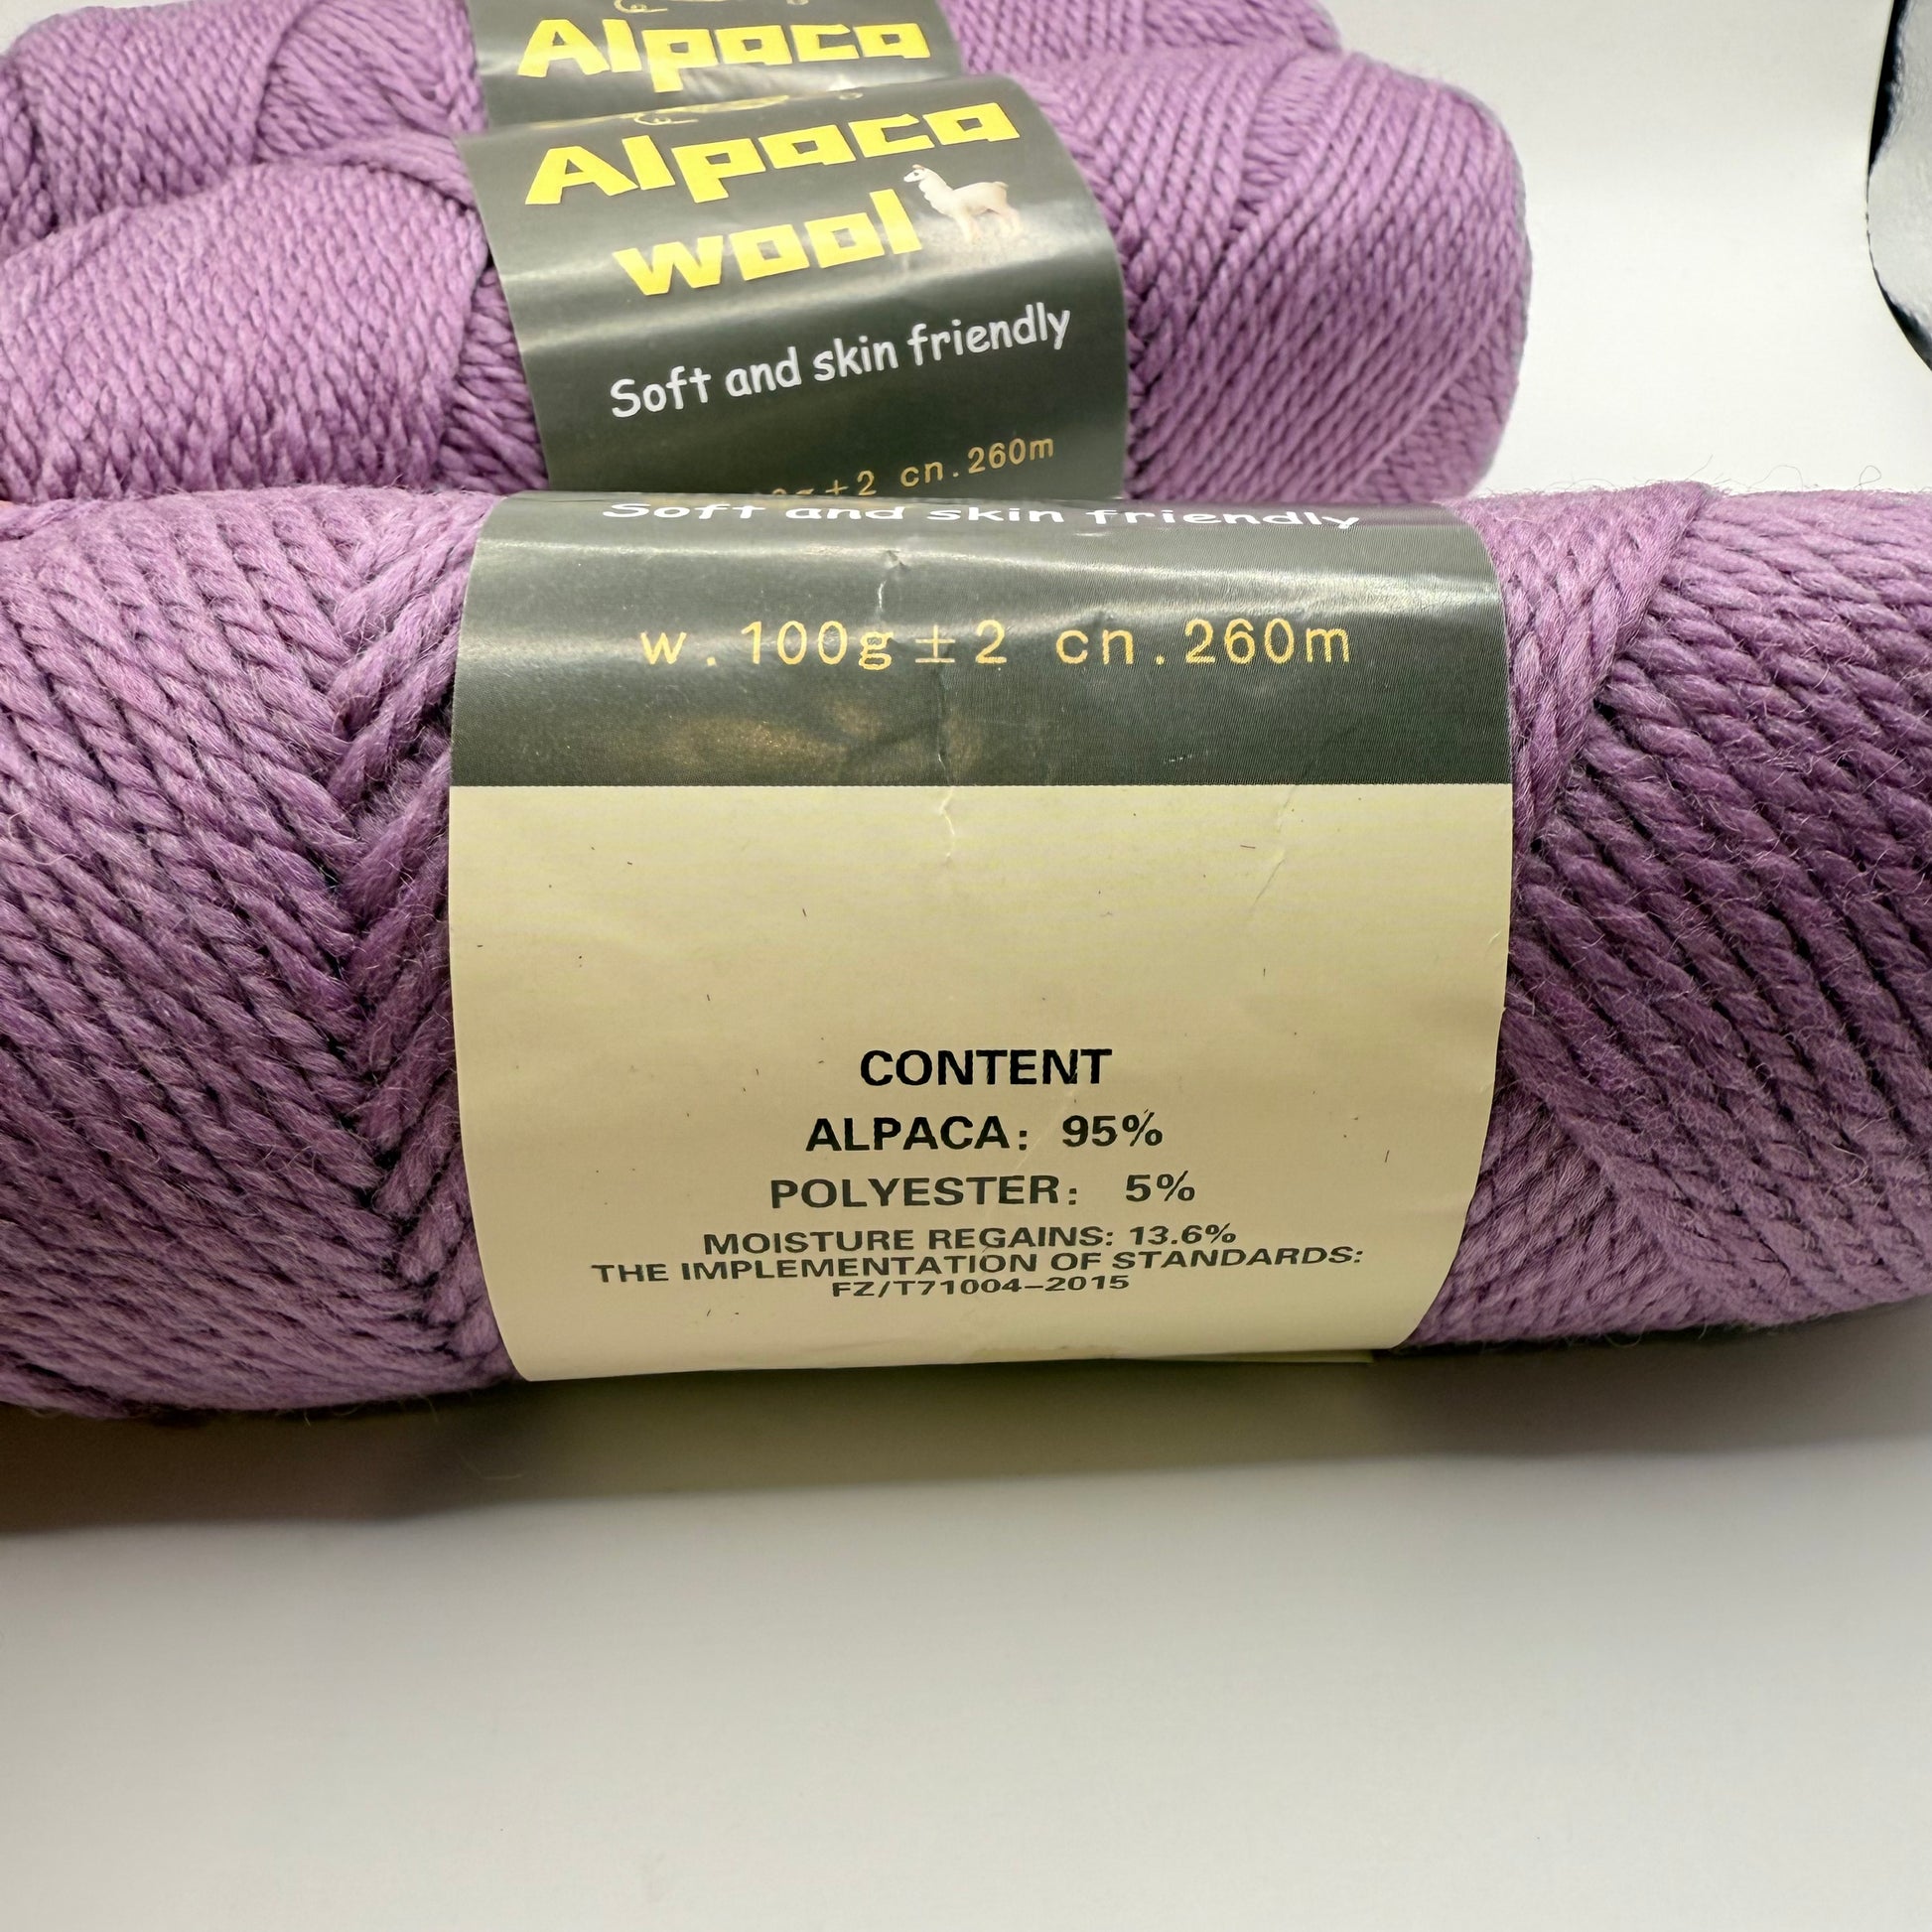 Alpaca
Alpaca
wool
Soft and skin friendly
±2 cn.260m
Soft and skin friendly
w.100g±2 cn.260m
CONTENT
ALPACA: 95%
POLYESTER: 5%
MOISTURE REGAINS: 13.6%
THE IMPLEMENTATION OF STANDARDS:
FZ/T71004-2015